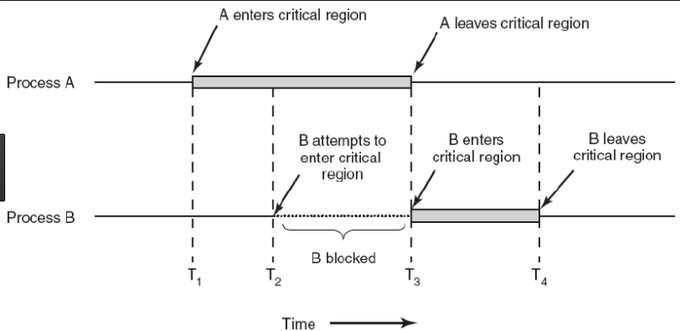 A enters critical region
A leaves critical region
Process A
B attempts to
enter critical
region
B enters
critical region
B leaves
critical region
Process B
B blocked
T1
T2
T3
T4
Time